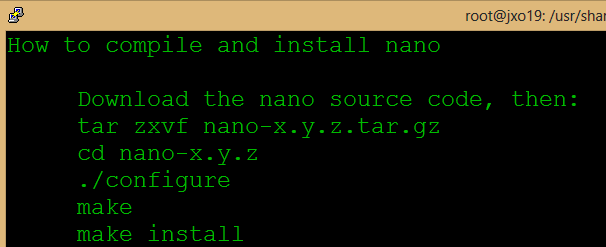 root@jxo19: /usr/shar
How to compile and install nano
Download the nano source code, then:
tar zxvf nano-x.y.z.tar.gz
cd nano-x.y.z
./configure
make
make install